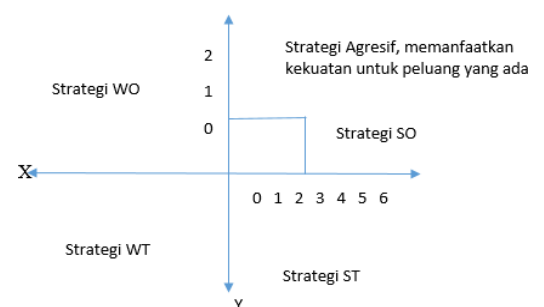 Strategi Agresif, memanfaatkan
kekuatan untuk peluang yang ada
2
Strategi WO
1
0
Strategi SO
X
0 1 2 3 4 5 6
Strategi WT
Strategi ST
Y